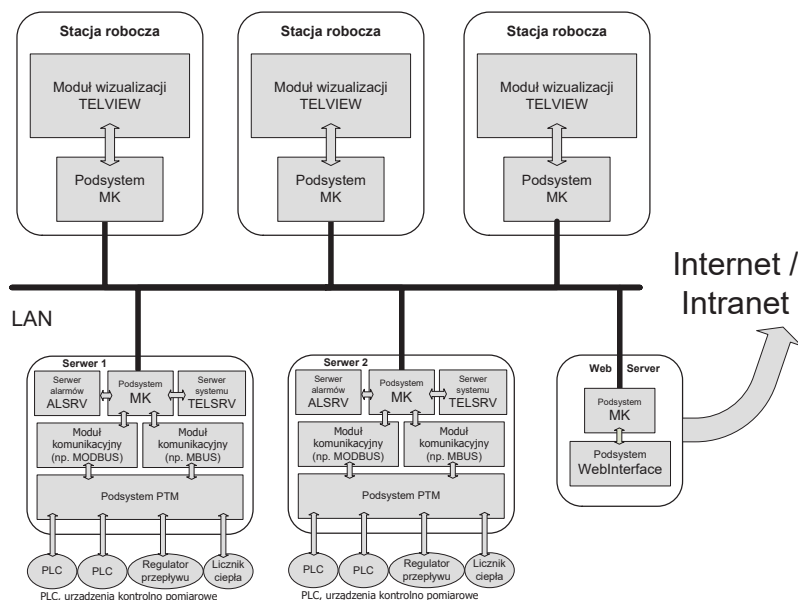 Stacja robocza
Moduł wizualizacji
TELVIEW
Podsystem
MK
Stacja robocza
Moduł wizualizacji
TELVIEW
Podsystem
MK
Stacja robocza
Moduł wizualizacji
TELVIEW
Podsystem
MK
Internet /
Intranet
LAN
Serwer 1
Serwer
alarmów
ALSRV
Podsystem
MK
Serwer
systemu
TELSRV
Moduł
komunikacyjny
(np. MODBUS)
Moduł
komunikacyjny
(np. MBUS)
Podsystem PTM
PLC
PLC
Regulator
przepływu
Licznik
ciepła
PLC, urządzenia kontrolno pomiarowe
Serwer 2
Serwer
alarmów
ALSRV
Podsystem
MK
Serwer
systemu
TELSRV
Moduł
komunikacyjny
(np. MODBUS)
Moduł
komunikacyjny
(np. MBUS)
Podsystem PTM
PLC
PLC
Regulator
przepływu
Licznik
ciepła
PLC, urządzenia kontrolno pomiarowe
Web Server
Podsystem
MK
Podsystem
WebInterface